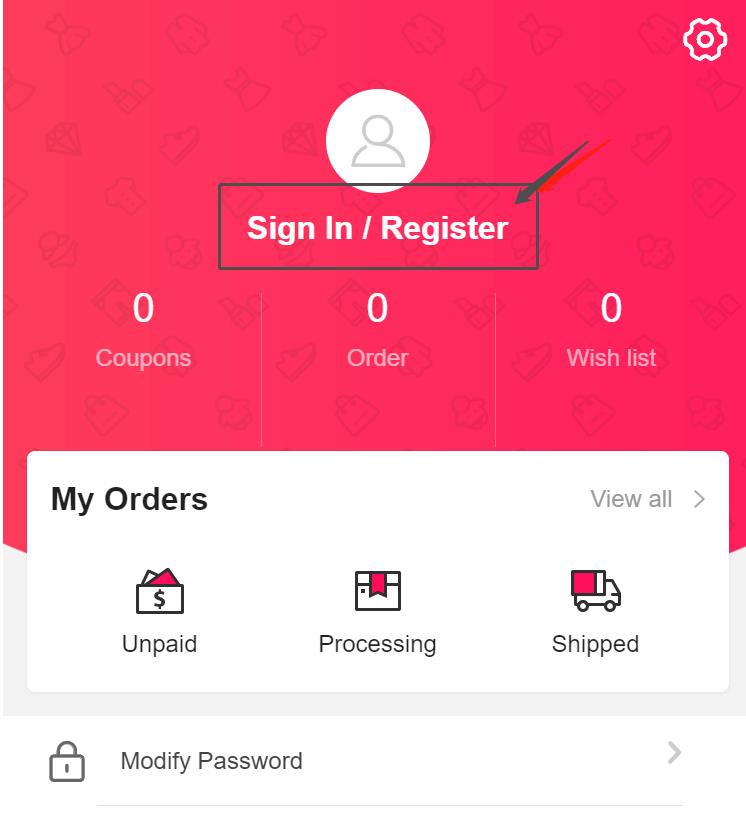 Sign In / Register
0 0 0
Coupons Order Wish list
My Orders View all
$
Unpaid Processing Shipped
Modify Password